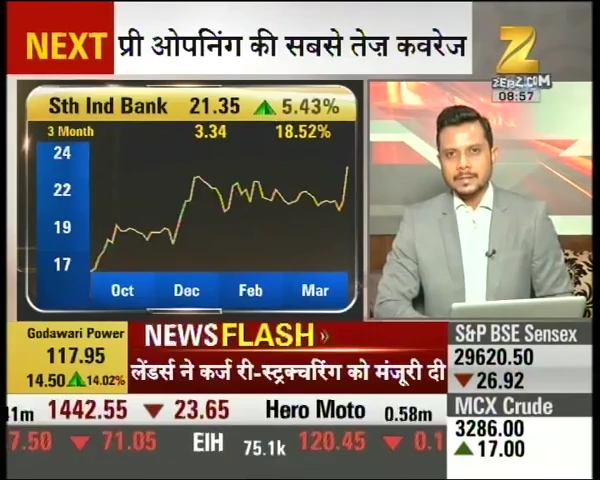 NEXT प्री ओपनिंग की सबसे तेज़ कवरेज
ZEEBIZ.COM
08:57
Sth Ind Bank 21.35 5.43%
3 Month 3.34 18.52%
24
22
19
17
Oct Dec Feb Mar
Godawari Power
117.95
14.50 14.02%
NEWS FLASH
लेंडर्स ने कर्ज री-स्ट्रक्चरिंग को मंजूरी दी
S&P BSE Sensex
29620.50
26.92
MCX Crude
3286.00
17.00
41m 1442.55 23.65 Hero Moto 0.58m
7.50 71.05 EIH 75.1k 120.45 0.1